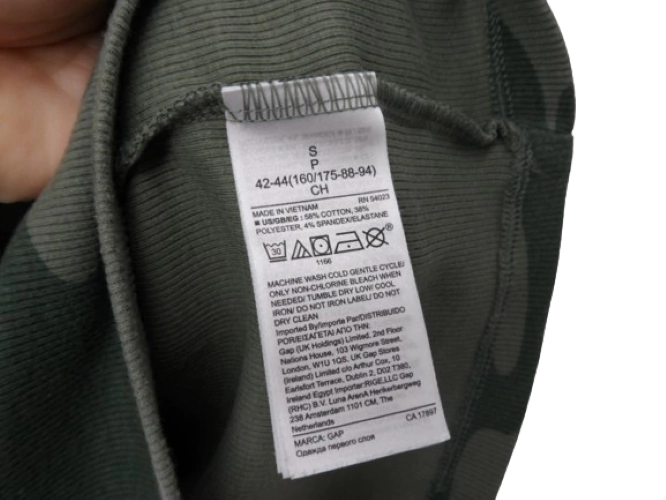 S
P
42-44(160/175-88-94)
CH
MADE IN VIETNAM RN 54023
■ US/GB/EG : 58% COTTON, 38%
POLYESTER, 4% SPANDEX/ELASTANE
30
®
1166
MACHINE WASH COLD GENTLE CYCLE/
ONLY NON-CHLORINE BLEACH WHEN
NEEDED/ TUMBLE DRY LOW/ COOL
IRON/ DO NOT IRON LABEL/ DO NOT
DRY CLEAN
Imported By/Importe Par/DISTRIBUIDO
POR/ΕΙΣΑΓΕΤΑΙ ΑΠΟ ΤΗΝ:
Gap (UK Holdings) Limited, 2nd Floor
Nations House, 103 Wigmore Street,
London, W1U 1QS, UK Gap Stores
(Ireland) Limited c/o Arthur Cox, 10
Earlsfort Terrace, Dublin 2, D02 T380,
Ireland Egypt Importer:RIGE,LLC Gap
(RHC) B.V. Luna ArenA Herikerbergweg
238 Amsterdam 1101 CM, The
Netherlands
CA 17897
MARCA: GAP
Одежда первого слоя